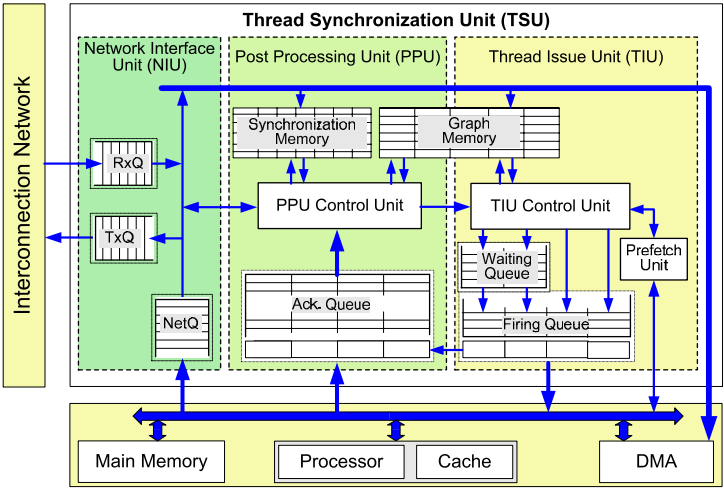 Thread Synchronization Unit (TSU)
Network Interface
Unit (NIU)
Post Processing Unit (PPU)
Thread Issue Unit (TIU)
Interconnection Network
Synchronization
Memory
Graph
Memory
RxQ
PPU Control Unit
TIU Control Unit
TxQ
Waiting
Queue
Prefetch
Unit
Ack. Queue
NetQ
Firing Queue
Main Memory
Processor
Cache
DMA